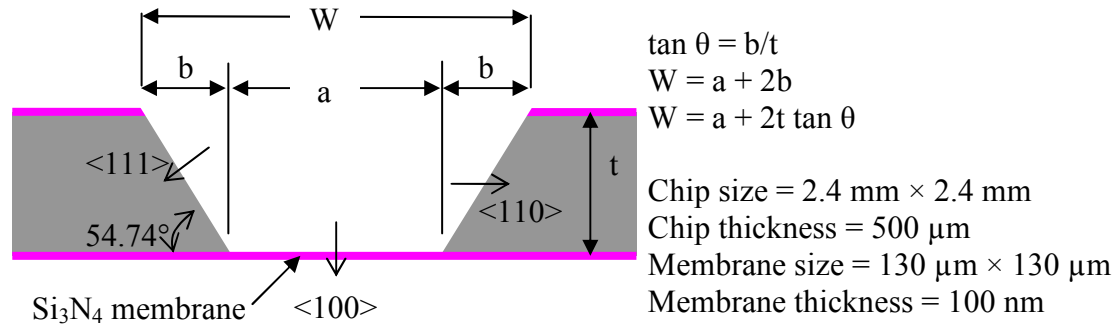 W
b
a
b
t
<111>
<110>
54.74°
Si₃N₄ membrane
<100>
tan θ = b/t
W = a + 2b
W = a + 2t tan θ
Chip size = 2.4 mm × 2.4 mm
Chip thickness = 500 µm
Membrane size = 130 µm × 130 µm
Membrane thickness = 100 nm